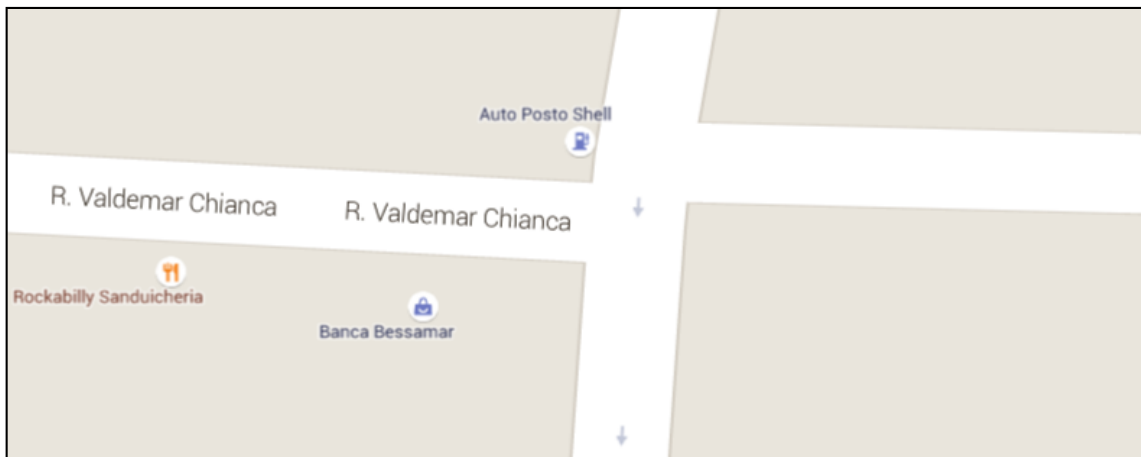 Auto Posto Shell
R. Valdemar Chianca
R. Valdemar Chianca
Rockabilly Sanduicheria
Banca Bessamar